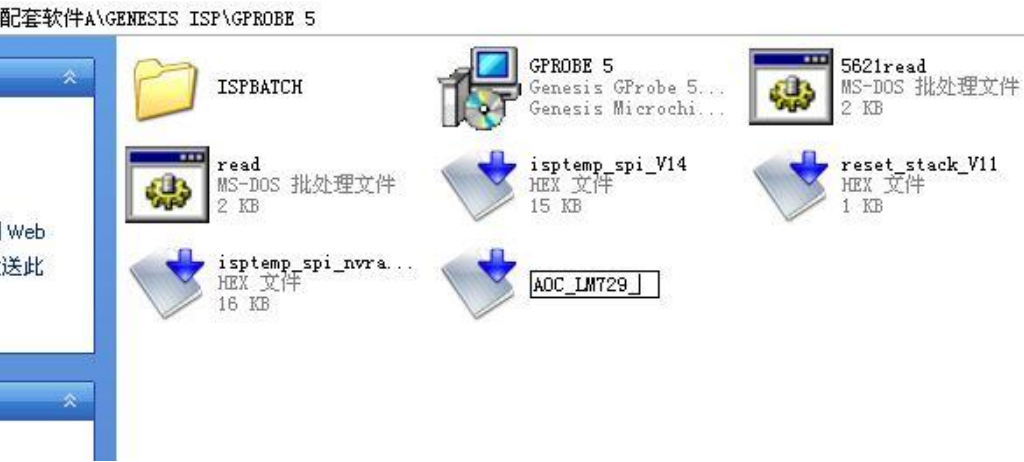 配套软件A\GENESIS ISP\GPROBE 5
ISPBATCH
GPROBE 5
Genesis GProbe 5...
Genesis Microchi...
5621read
MS-DOS 批处理文件
2 KB
read
MS-DOS 批处理文件
2 KB
isptemp_spi_V14
HEX 文件
15 KB
reset_stack_V11
HEX 文件
1 KB
Web
送此
isptemp_spi_nvra...
HEX 文件
16 KB
AOC_LM729_